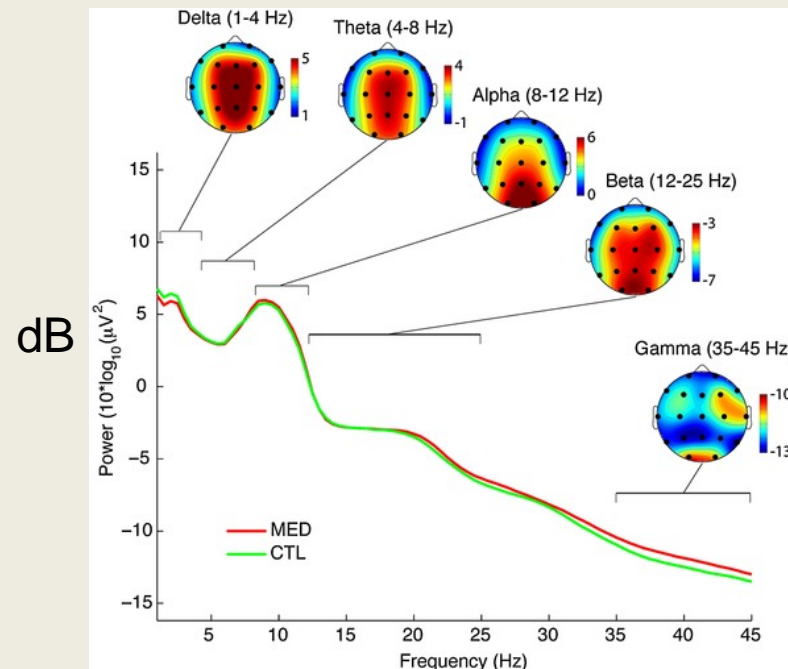 Delta (1-4 Hz)
5
1
Theta (4-8 Hz)
4
-1
Alpha (8-12 Hz)
6
0
Beta (12-25 Hz)
-3
-7
Gamma (35-45 Hz
-10
-13
dB
Power (10*log10(μV2)
15
10
5
0
−5
−10
−15
MED
CTL
5
10
15
20
25
30
35
40
45
Frequency (Hz)